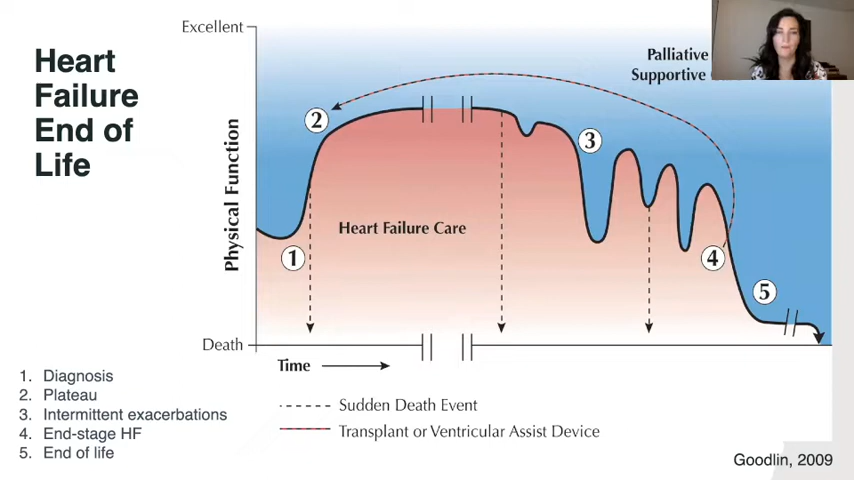 Heart
Failure
End of
Life
Excellent
Palliative
Supportive
Physical Function
2
3
Heart Failure Care
1
4
5
Death
Time
1. Diagnosis
2. Plateau
3. Intermittent exacerbations
4. End-stage HF
5. End of life
Sudden Death Event
Transplant or Ventricular Assist Device
Goodlin, 2009